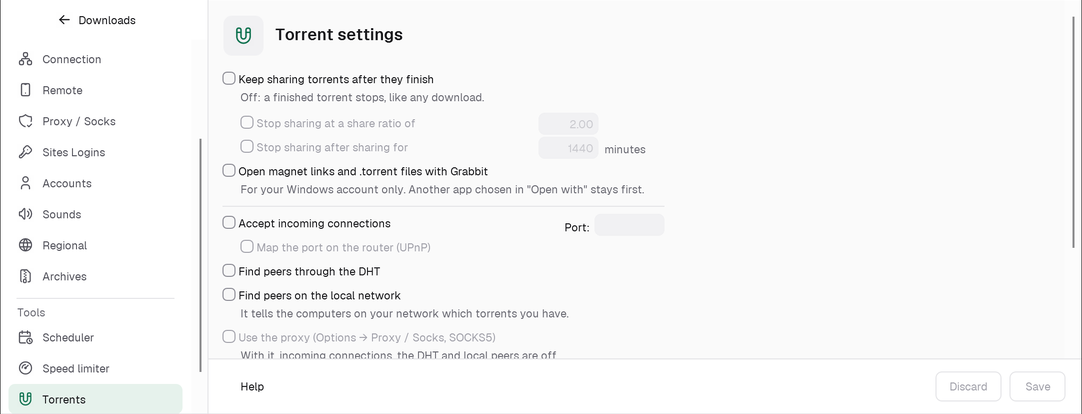 Downloads
Connection
Remote
Proxy / Socks
Sites Logins
Accounts
Sounds
Regional
Archives
Tools
Scheduler
Speed limiter
Torrents
Torrent settings
Keep sharing torrents after they finish
Off: a finished torrent stops, like any download.
Stop sharing at a share ratio of 2.00
Stop sharing after sharing for 1440 minutes
Open magnet links and .torrent files with Grabbit
For your Windows account only. Another app chosen in "Open with" stays first.
Accept incoming connections Port:
Map the port on the router (UPnP)
Find peers through the DHT
Find peers on the local network
It tells the computers on your network which torrents you have.
Use the proxy (Options → Proxy / Socks, SOCKS5)
With it, incoming connections, the DHT and local peers are off
Help Discard Save